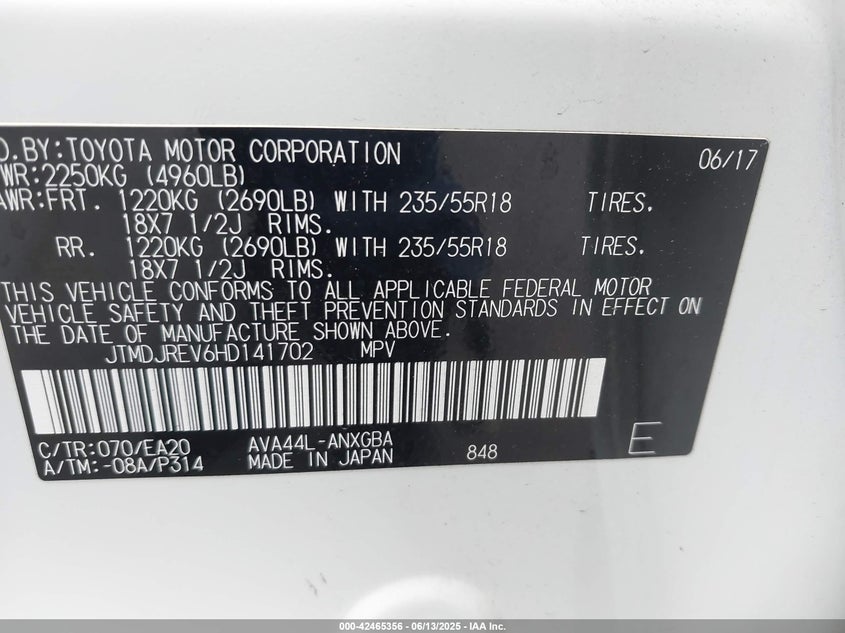 D.BY:TOYOTA MOTOR CORPORATION 06/17
WR:2250KG (4960LB)
AWR:FRT. 1220KG (2690LB) WITH 235/55R18 TIRES.
18X7 1/2J RIMS.
RR. 1220KG (2690LB) WITH 235/55R18 TIRES.
18X7 1/2J RIMS.
THIS VEHICLE CONFORMS TO ALL APPLICABLE FEDERAL MOTOR
VEHICLE SAFETY AND THEFT PREVENTION STANDARDS IN EFFECT ON
THE DATE OF MANUFACTURE SHOWN ABOVE.
JTMDJREV6HD141702 MPV
C/TR:070/EA20 AVA44L-ANXGBA
A/TM:-08A/P314 MADE IN JAPAN 848 E
000-42465356 - 06/13/2025 - IAA Inc.